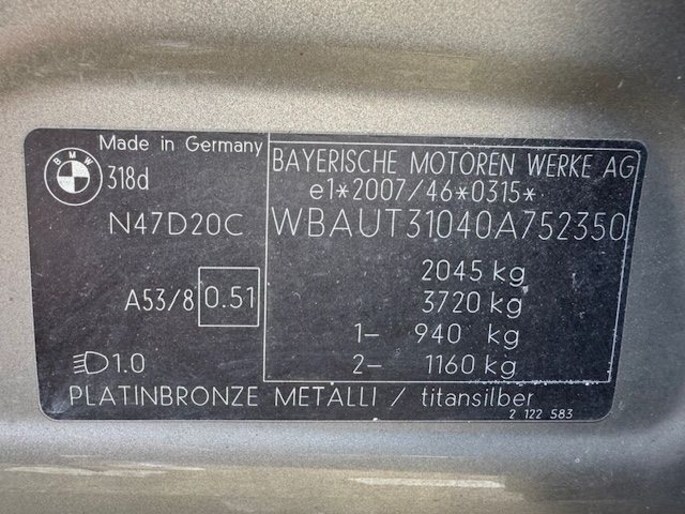 Made in Germany
BMW
318d
N47D20C
A53/8 0.51
1.0
BAYERISCHE MOTOREN WERKE AG
e1*2007/46*0315*
WBAUT31040A752350
2045 kg
3720 kg
1- 940 kg
2- 1160 kg
PLATINBRONZE METALLI / titansilber
2 122 583